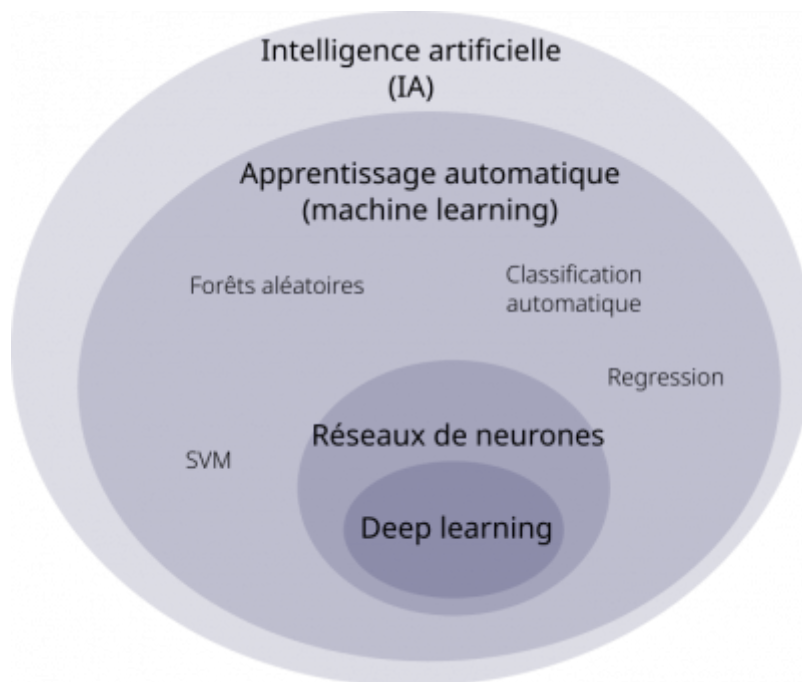 Intelligence artificielle
(IA)
Apprentissage automatique
(machine learning)
Forêts aléatoires
Classification
automatique
Regression
Réseaux de neurones
SVM
Deep learning